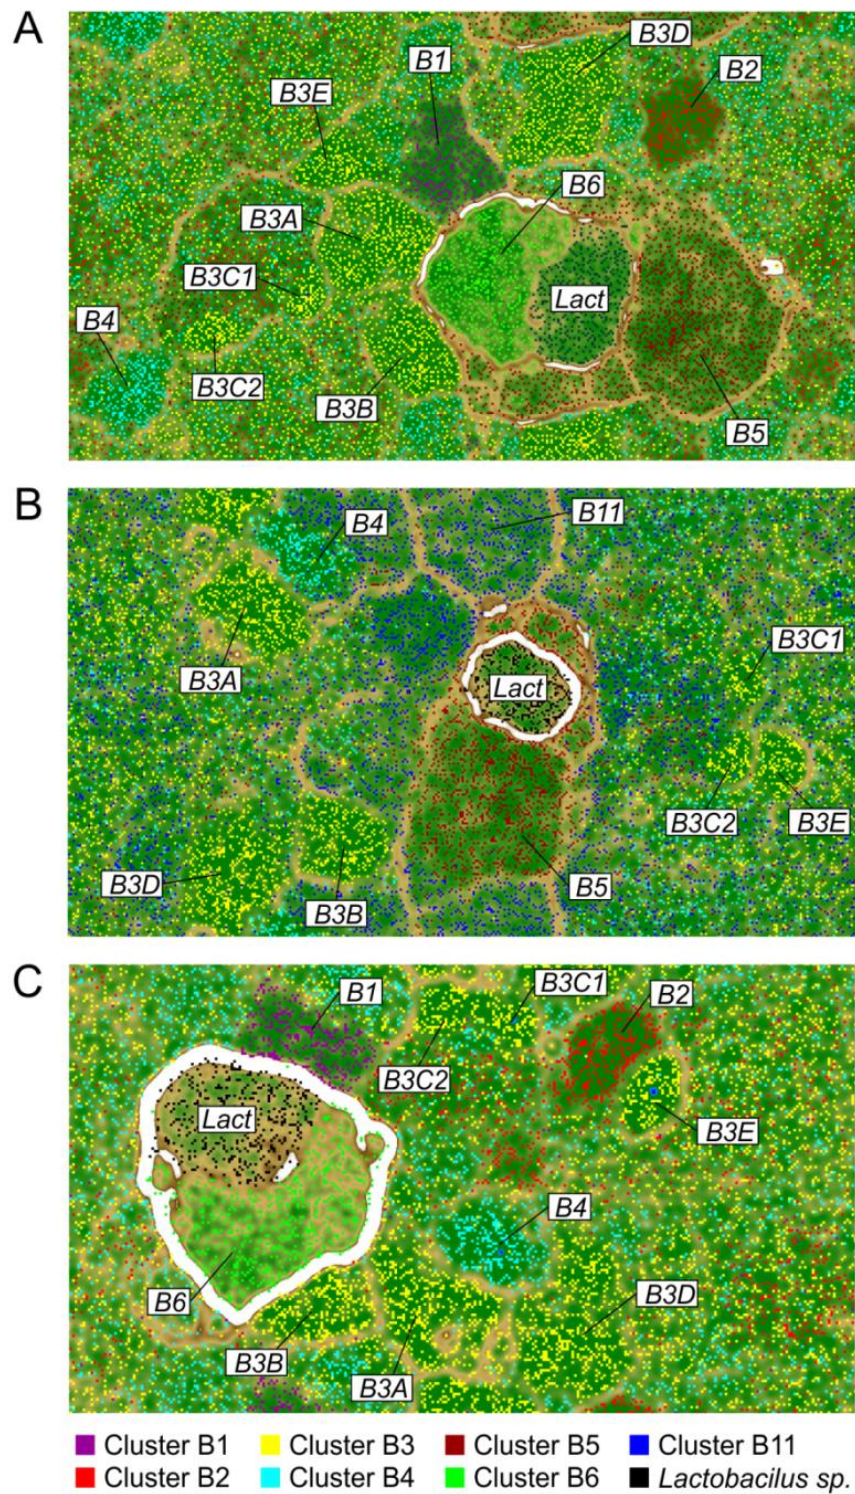 A
B3D
B1
B2
B3E
B6
B3A
B3C1
Lact
B4
B3C2
B3B
B5
B
B4
B11
B3C1
B3A
Lact
B3C2
B3E
B3D
B3B
B5
C
B1
B3C1
B2
B3C2
Lact
B3E
B4
B6
B3D
B3B
B3A
Cluster B1 Cluster B3 Cluster B5 Cluster B11
Cluster B2 Cluster B4 Cluster B6 Lactobacilus sp.